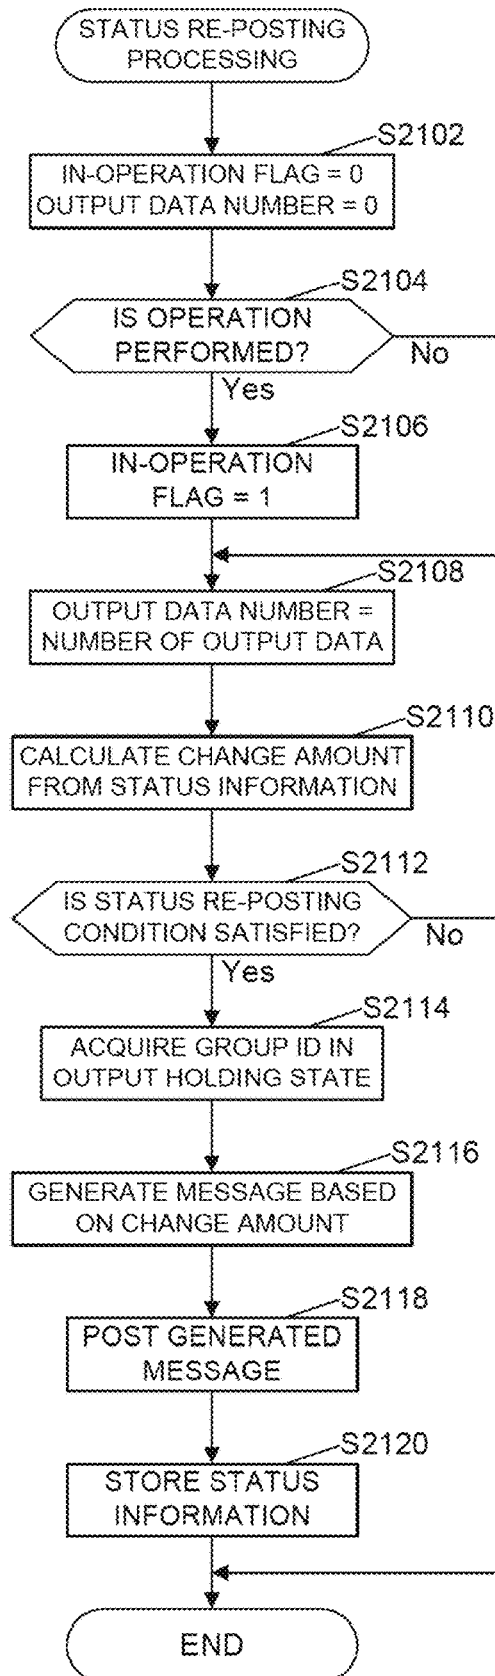 STATUS RE-POSTING
PROCESSING
S2102
IN-OPERATION FLAG = 0
OUTPUT DATA NUMBER = 0
S2104
IS OPERATION
PERFORMED?
No
Yes
S2106
IN-OPERATION
FLAG = 1
S2108
OUTPUT DATA NUMBER =
NUMBER OF OUTPUT DATA
S2110
CALCULATE CHANGE AMOUNT
FROM STATUS INFORMATION
S2112
IS STATUS RE-POSTING
CONDITION SATISFIED?
No
Yes
S2114
ACQUIRE GROUP ID IN
OUTPUT HOLDING STATE
S2116
GENERATE MESSAGE BASED
ON CHANGE AMOUNT
S2118
POST GENERATED
MESSAGE
S2120
STORE STATUS
INFORMATION
END